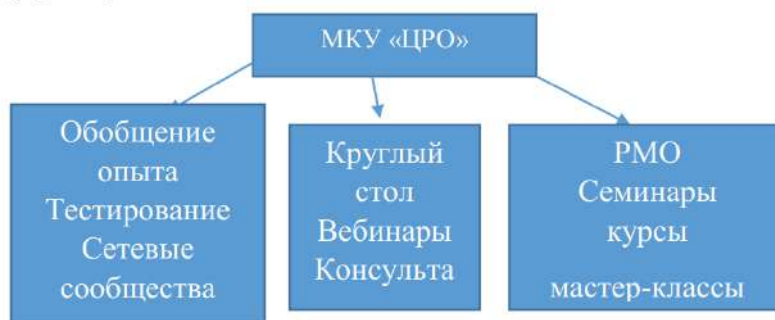 МКУ «ЦРО»
Обобщение
опыта
Тестирование
Сетевые
сообщества
Круглый
стол
Вебинары
Консульта
РМО
Семинары
курсы
мастер-классы